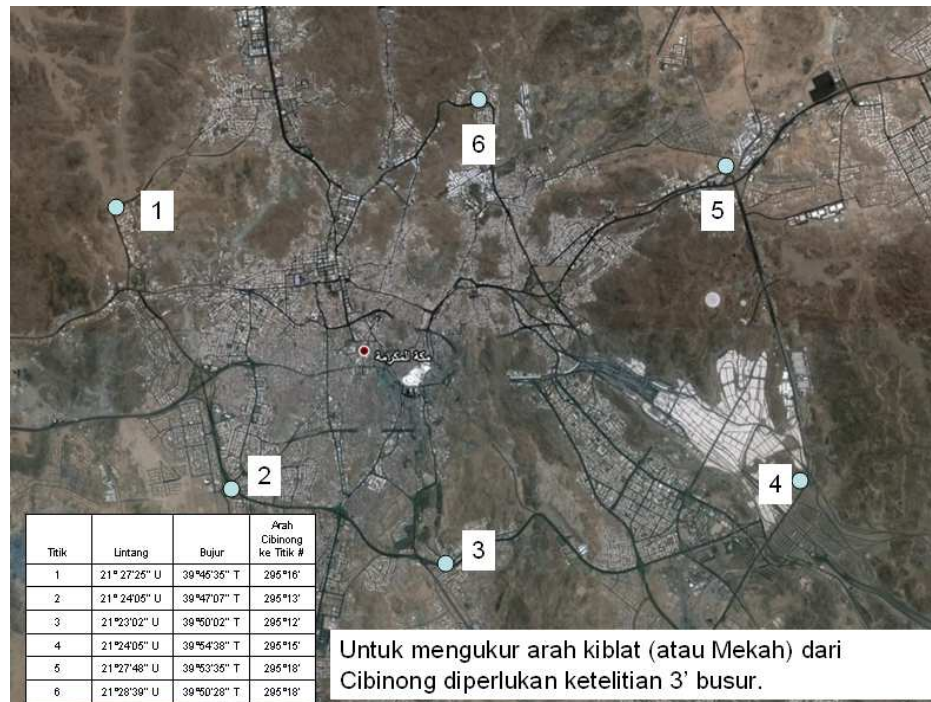 6
1
5
مكة المكرمة
2
4
3
Titik Lintang Bujur Arah Cibinong ke Titik #
1 21° 27'25" U 39°45'35" T 295°16'
2 21° 24'05" U 39°47'07" T 295°13'
3 21°23'02" U 39°50'02" T 295°12'
4 21°24'05" U 39°54'38" T 295°15'
5 21°27'48" U 39°53'35" T 295°18'
6 21°28'39" U 39°50'28" T 295°18'
Untuk mengukur arah kiblat (atau Mekah) dari
Cibinong diperlukan ketelitian 3' busur.